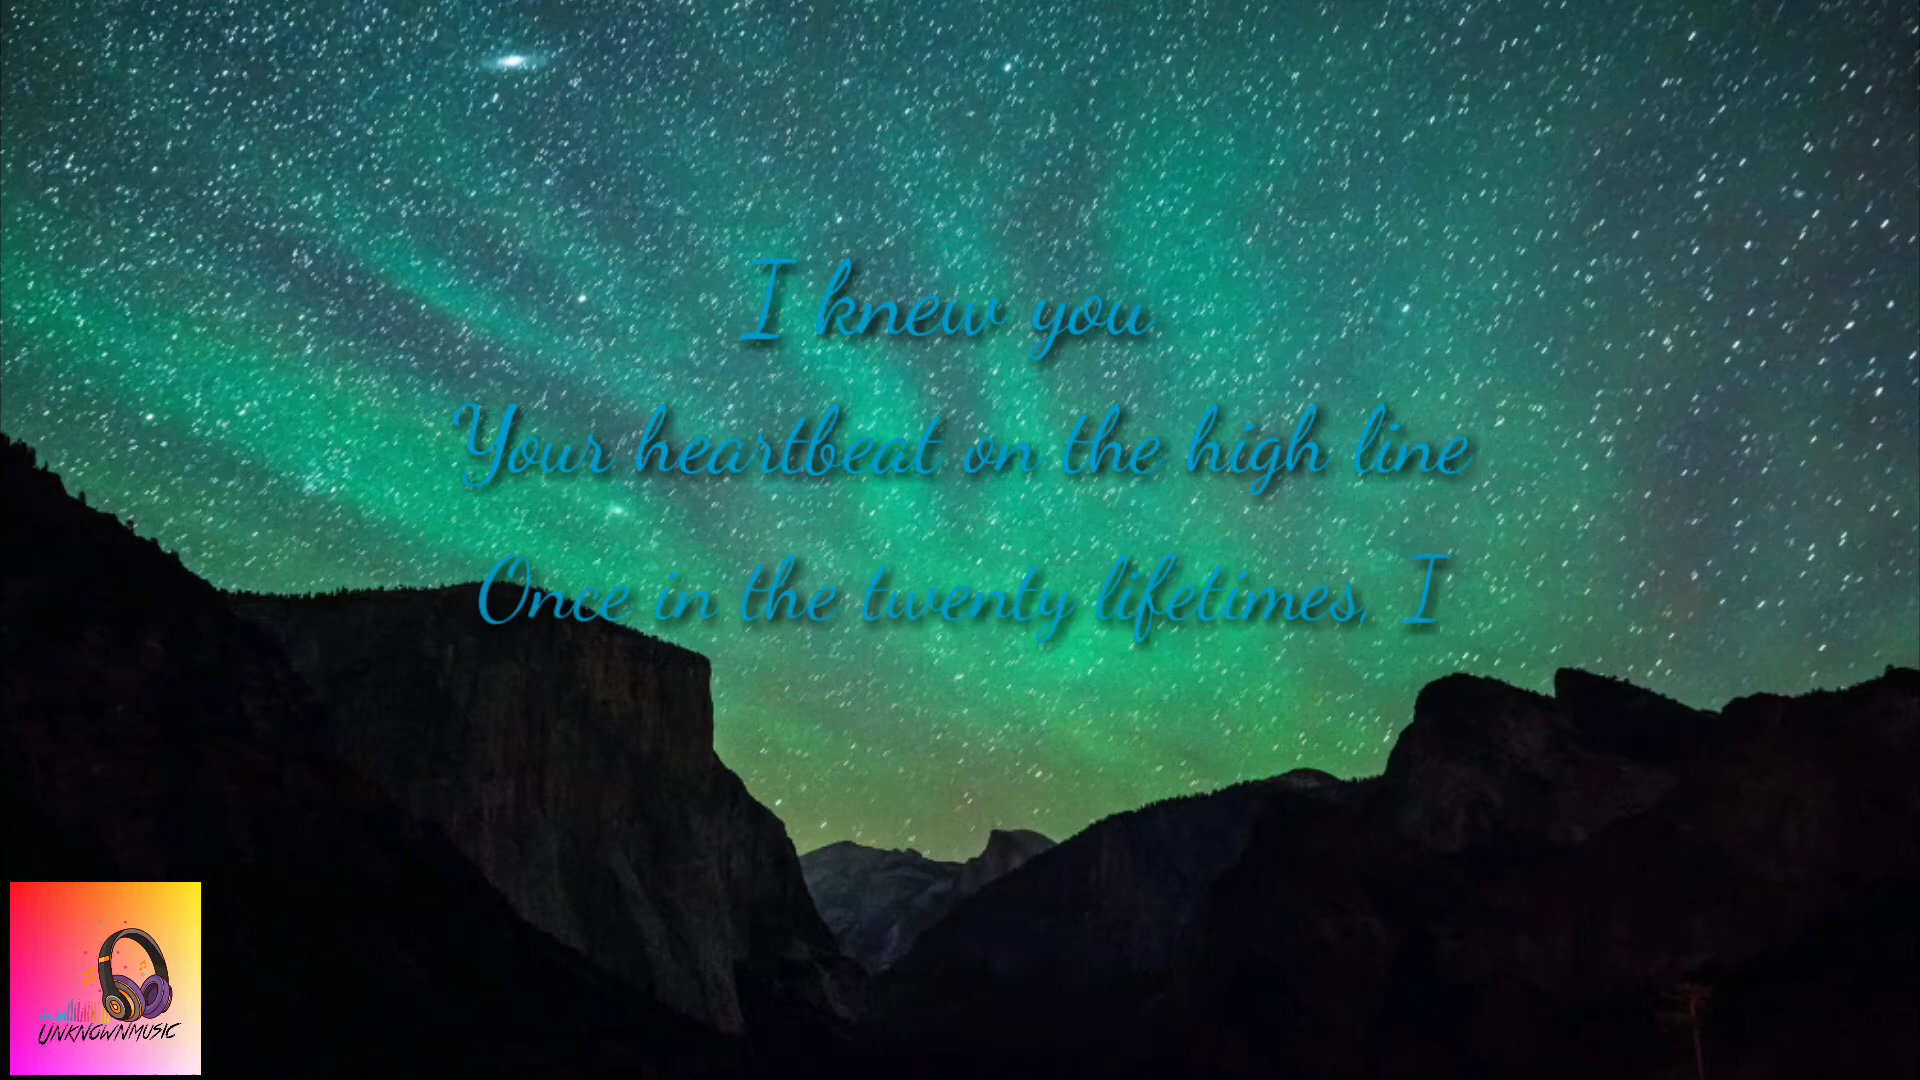 I knew you
Your heartbeat on the high line
Once in the twenty lifetimes, I
UNKNOWNMUSIC